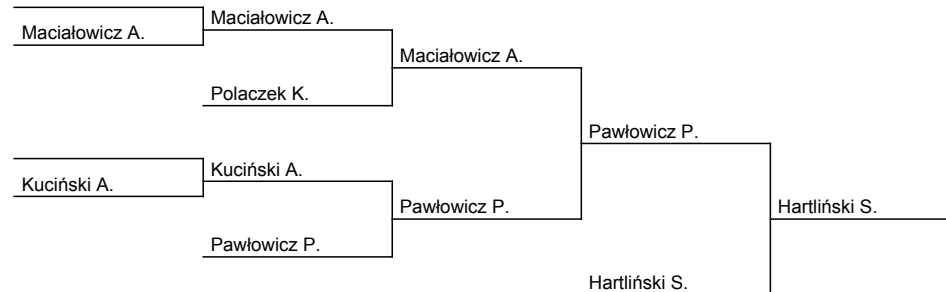 Maciałowicz A.
Maciałowicz A.
Maciałowicz A.
Polaczek K.
Pawłowicz P.
Kuciński A.
Kuciński A.
Pawłowicz P.
Hartliński S.
Pawłowicz P.
Hartliński S.